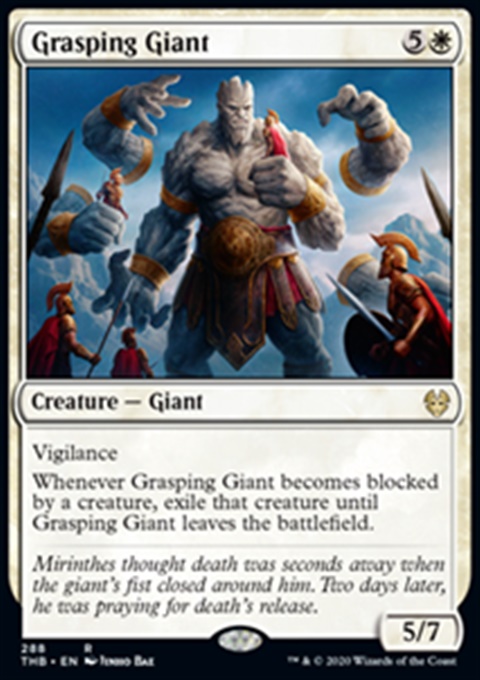 Grasping Giant 5
Creature — Giant
Vigilance
Whenever Grasping Giant becomes blocked
by a creature, exile that creature until
Grasping Giant leaves the battlefield.
Mirinthes thought death was seconds away when
the giant's fist closed around him. Two days later,
he was praying for death's release.
5/7
288 R
THB • EN Jinho Bae
™ & © 2020 Wizards of the Coast